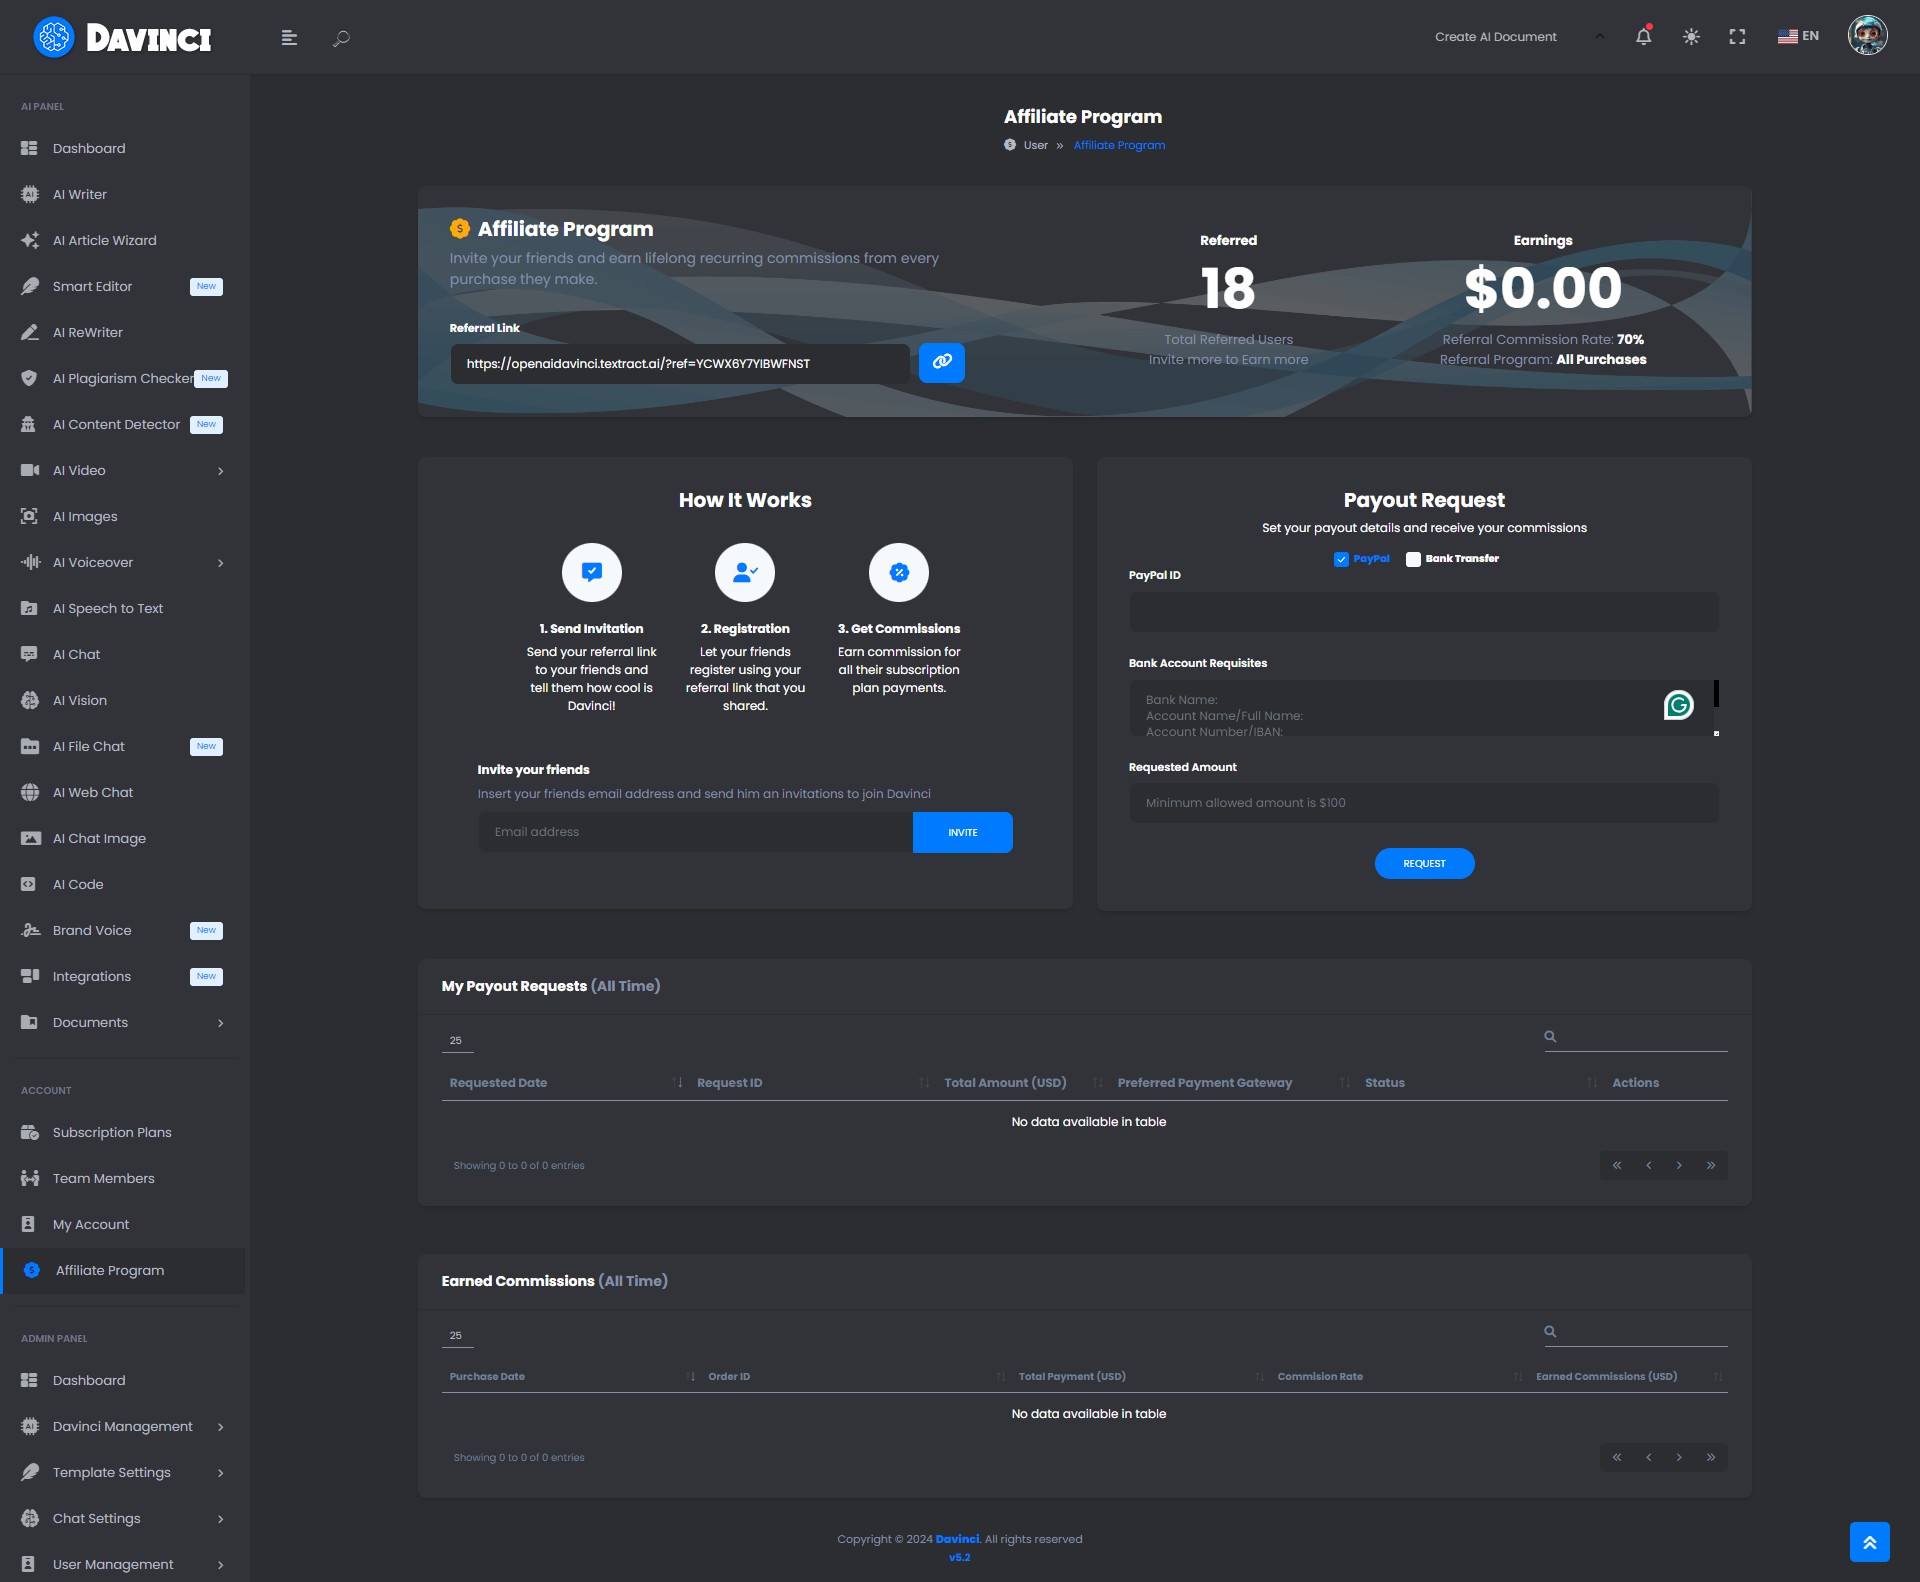 DAVINCI
Create AI Document
EN
AI PANEL
Dashboard
AI Writer
AI Article Wizard
Smart Editor New
AI ReWriter
AI Plagiarism Checker New
AI Content Detector New
AI Video
AI Images
AI Voiceover
AI Speech to Text
AI Chat
AI Vision
AI File Chat New
AI Web Chat
AI Chat Image
AI Code
Brand Voice New
Integrations New
Documents
ACCOUNT
Subscription Plans
Team Members
My Account
Affiliate Program
ADMIN PANEL
Dashboard
Davinci Management
Template Settings
Chat Settings
User Management
Affiliate Program
User » Affiliate Program
Affiliate Program
Invite your friends and earn lifelong recurring commissions from every
purchase they make.
Referral Link
https://openaidavinci.textract.ai/?ref=YCWX6Y7YIBWFNST
Referred
18
Total Referred Users
Invite more to Earn more
Earnings
$0.00
Referral Commission Rate: 70%
Referral Program: All Purchases
How It Works
1. Send Invitation
Send your referral link
to your friends and
tell them how cool is
Davinci!
2. Registration
Let your friends
register using your
referral link that you
shared.
3. Get Commissions
Earn commission for
all their subscription
plan payments.
Invite your friends
Insert your friends email address and send him an invitations to join Davinci
Email address
INVITE
Payout Request
Set your payout details and receive your commissions
PayPal Bank Transfer
PayPal ID
Bank Account Requisites
Bank Name:
Account Name/Full Name:
Account Number/IBAN:
Requested Amount
Minimum allowed amount is $100
REQUEST
My Payout Requests (All Time)
25
Requested Date Request ID Total Amount (USD) Preferred Payment Gateway Status Actions
No data available in table
Showing 0 to 0 of 0 entries
« ‹ › »
Earned Commissions (All Time)
25
Purchase Date Order ID Total Payment (USD) Commision Rate Earned Commissions (USD)
No data available in table
Showing 0 to 0 of 0 entries
« ‹ › »
Copyright © 2024 Davinci. All rights reserved
v5.2